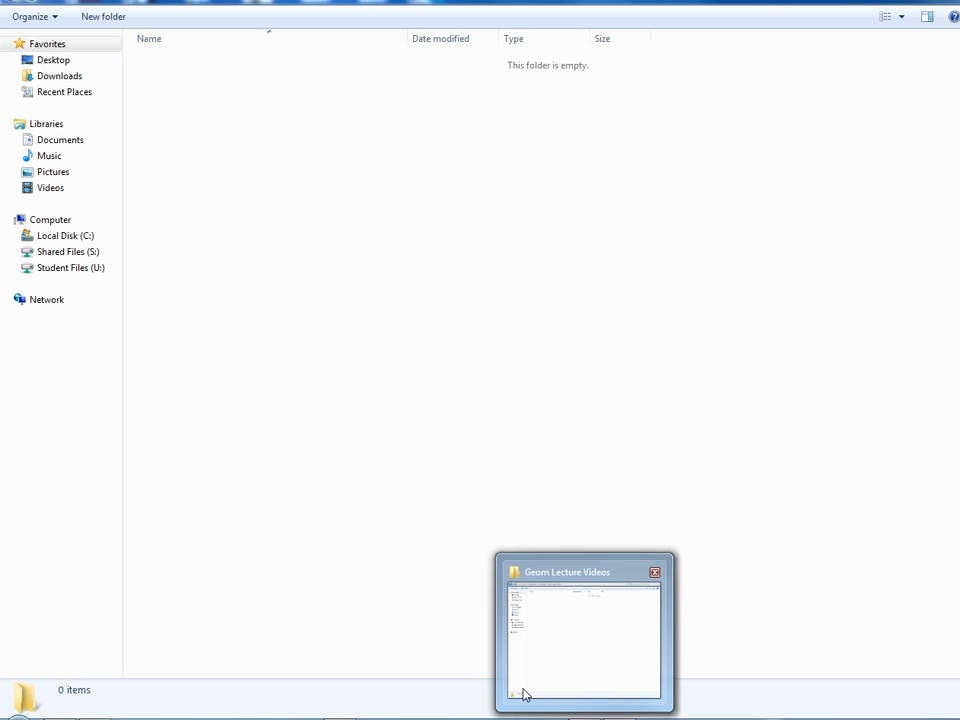 Organize New folder
Name Date modified Type Size
This folder is empty.
Favorites
Desktop
Downloads
Recent Places
Libraries
Documents
Music
Pictures
Videos
Computer
Local Disk (C:)
Shared Files (S:)
Student Files (U:)
Network
Geom Lecture Videos
0 items